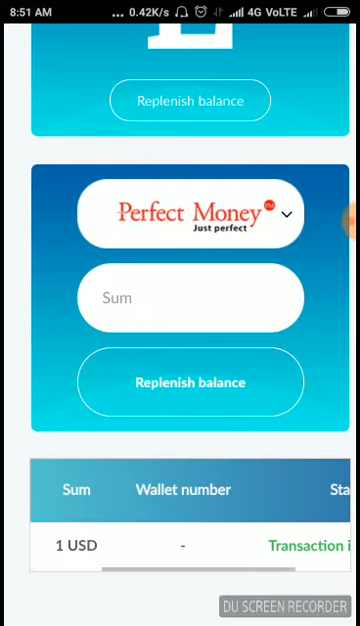 8:51 AM ... 0.42K/s 4G VoLTE
Replenish balance
Perfect Money PM
Just perfect
Sum
Replenish balance
Sum Wallet number Sta
1 USD - Transaction i
DU SCREEN RECORDER